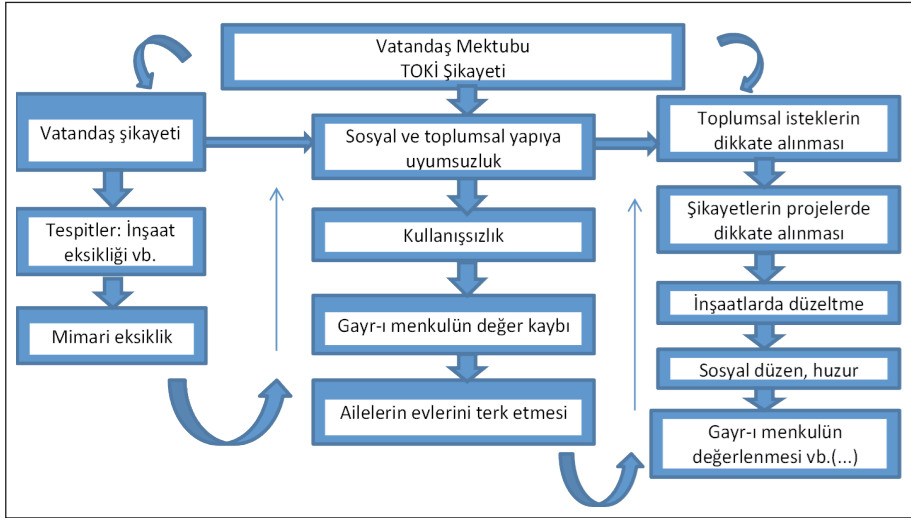 Vatandaş Mektubu
TOKİ Şikayeti
Vatandaş şikayeti
Tespitler: İnşaat
eksikliği vb.
Mimari eksiklik
Sosyal ve toplumsal yapıya
uyumsuzluk
Kullanışsızlık
Gayr-ı menkulün değer kaybı
Ailelerin evlerini terk etmesi
Toplumsal isteklerin
dikkate alınması
Şikayetlerin projelerde
dikkate alınması
İnşaatlarda düzeltme
Sosyal düzen, huzur
Gayr-ı menkulün
değerlenmesi vb.(...)